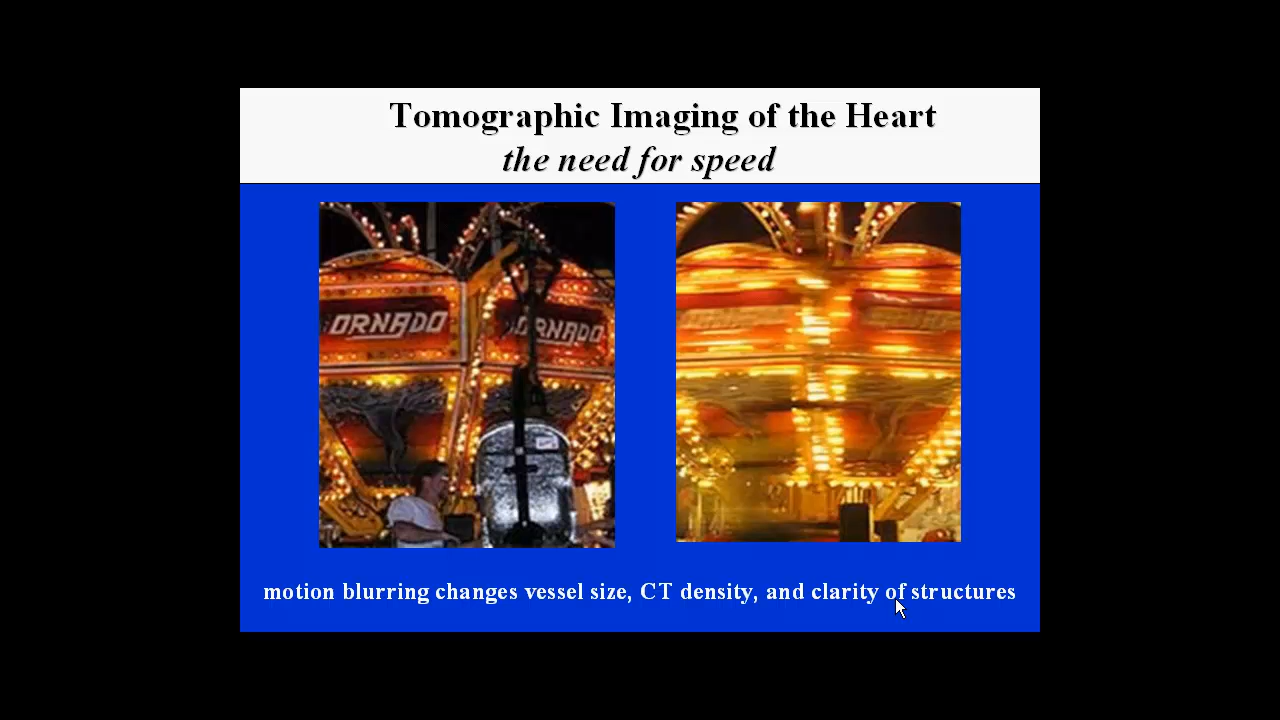 Tomographic Imaging of the Heart
the need for speed
ORNADO
ORNADO
motion blurring changes vessel size, CT density, and clarity of structures